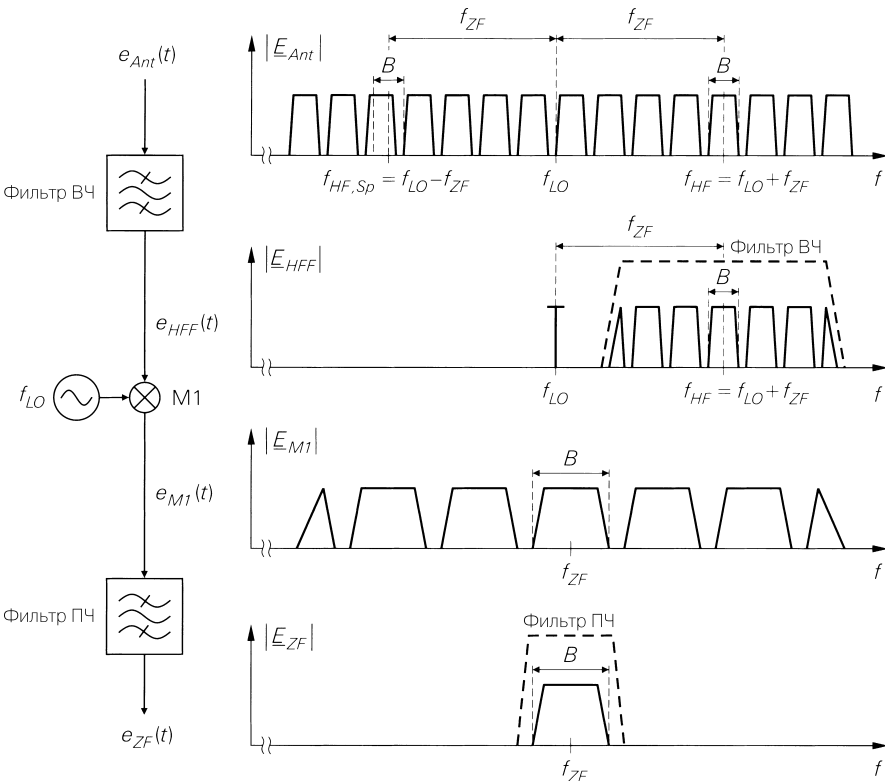 e_Ant(t)
Фильтр ВЧ
e_HFF(t)
f_LO
M1
e_M1(t)
Фильтр ПЧ
e_ZF(t)
|E_Ant|
f_ZF
f_ZF
B
B
f_HF,Sp = f_LO – f_ZF
f_LO
f_HF = f_LO + f_ZF
f
|E_HFF|
f_ZF
Фильтр ВЧ
B
f_LO
f_HF = f_LO + f_ZF
f
|E_M1|
B
f_ZF
f
|E_ZF|
Фильтр ПЧ
B
f_ZF
f